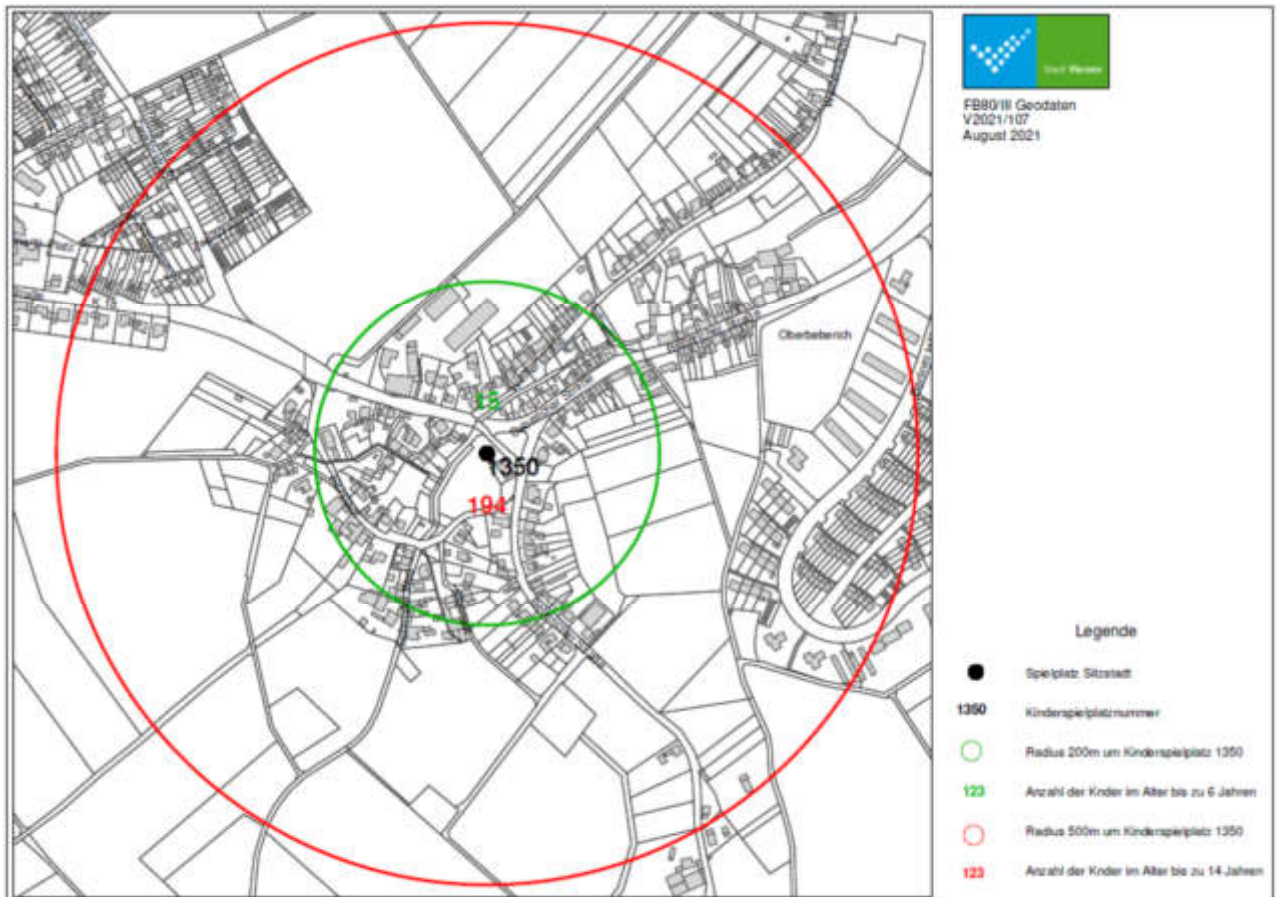 Stadt Viersen
FB80/III Geodaten
V2021/107
August 2021
Oberbeberich
15
1350
194
Legende
Spielplatz Sitzstadt
1350
Kinderspielplatznummer
Radius 200m um Kinderspielplatz 1350
123
Anzahl der Knder im Alter bis zu 6 Jahren
Radius 500m um Kinderspielplatz 1350
123
Anzahl der Knder im Alter bis zu 14 Jahren